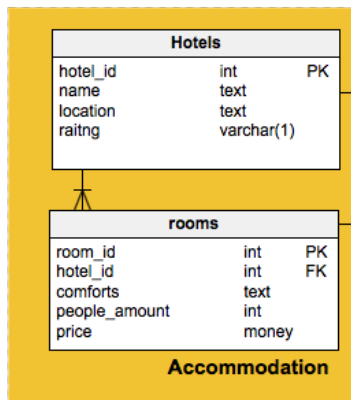 Hotels
hotel_id int PK
name text
location text
raitng varchar(1)
rooms
room_id int PK
hotel_id int FK
comforts text
people_amount int
price money
Accommodation